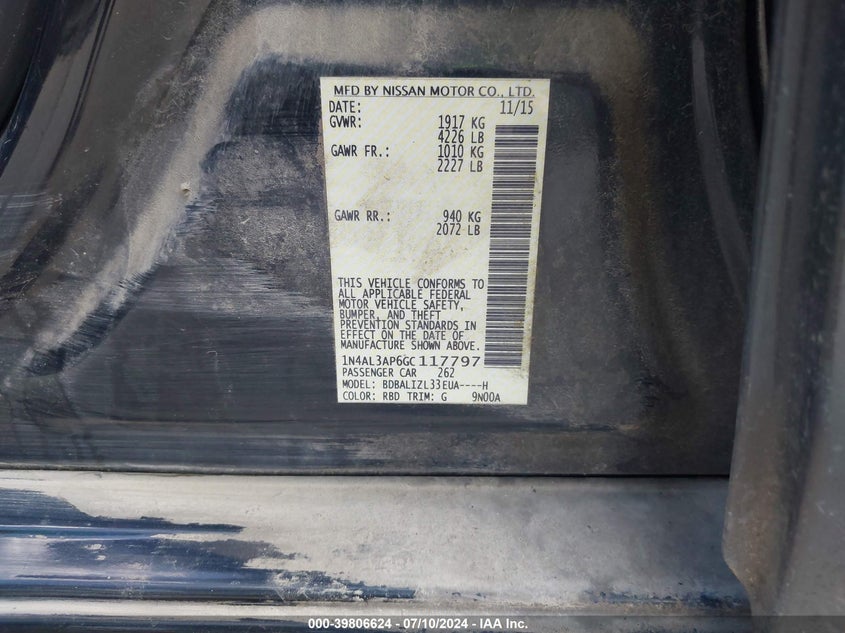 MFD BY NISSAN MOTOR CO., LTD.
DATE: 11/15
GVWR: 1917 KG
4226 LB
GAWR FR.: 1010 KG
2227 LB
GAWR RR.: 940 KG
2072 LB
THIS VEHICLE CONFORMS TO
ALL APPLICABLE FEDERAL
MOTOR VEHICLE SAFETY,
BUMPER, AND THEFT
PREVENTION STANDARDS IN
EFFECT ON THE DATE OF
MANUFACTURE SHOWN ABOVE.
1N4AL3AP6GC117797
PASSENGER CAR 262
MODEL: BDBALIZL33EUA----H
COLOR: RBD TRIM: G 9N00A
000-39806624 / 07/10/2024 - IAA Inc.